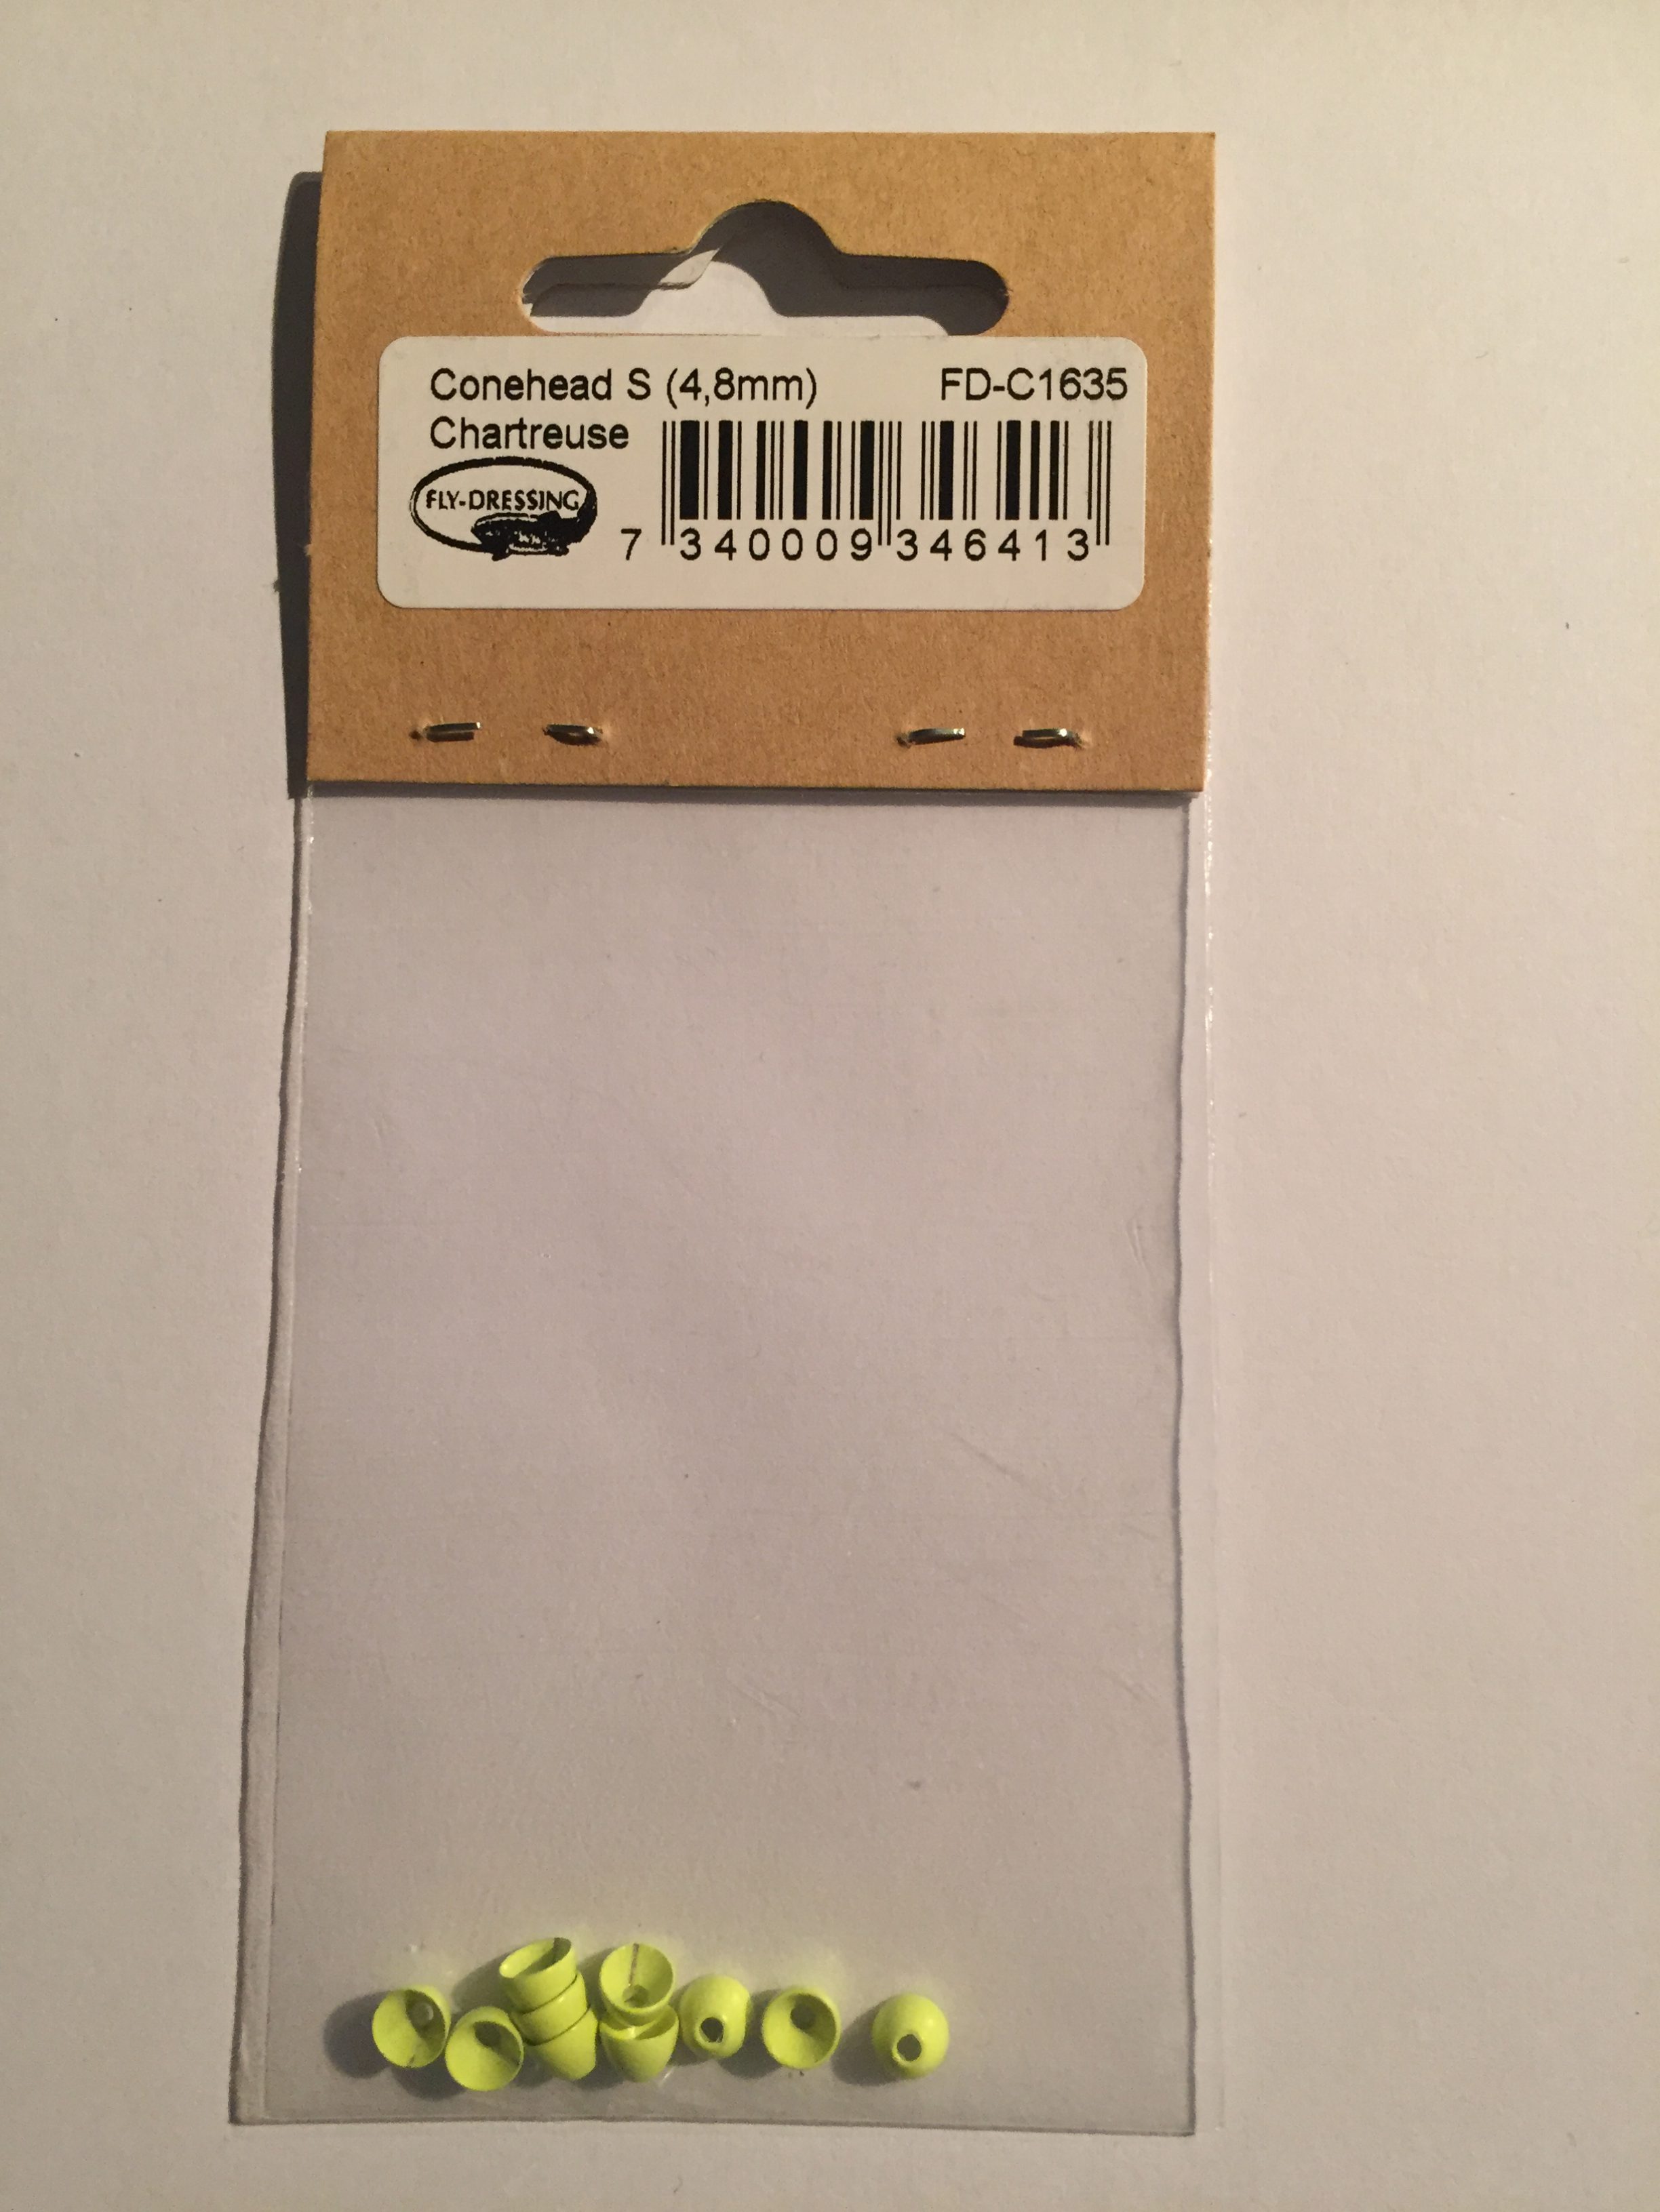 Conehead S (4,8mm) FD-C1635
Chartreuse
FLY-DRESSING
7 340009 346413